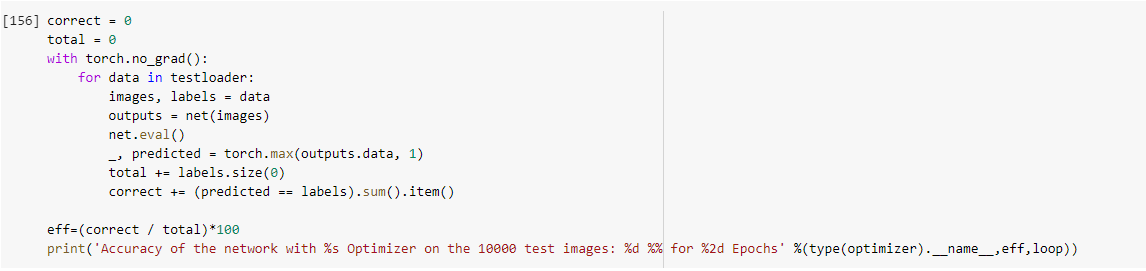 [156] correct = 0
total = 0
with torch.no_grad():
    for data in testloader:
        images, labels = data
        outputs = net(images)
        net.eval()
        _, predicted = torch.max(outputs.data, 1)
        total += labels.size(0)
        correct += (predicted == labels).sum().item()

eff=(correct / total)*100
print('Accuracy of the network with %s Optimizer on the 10000 test images: %d %% for %2d Epochs' %(type(optimizer).__name__,eff,loop))